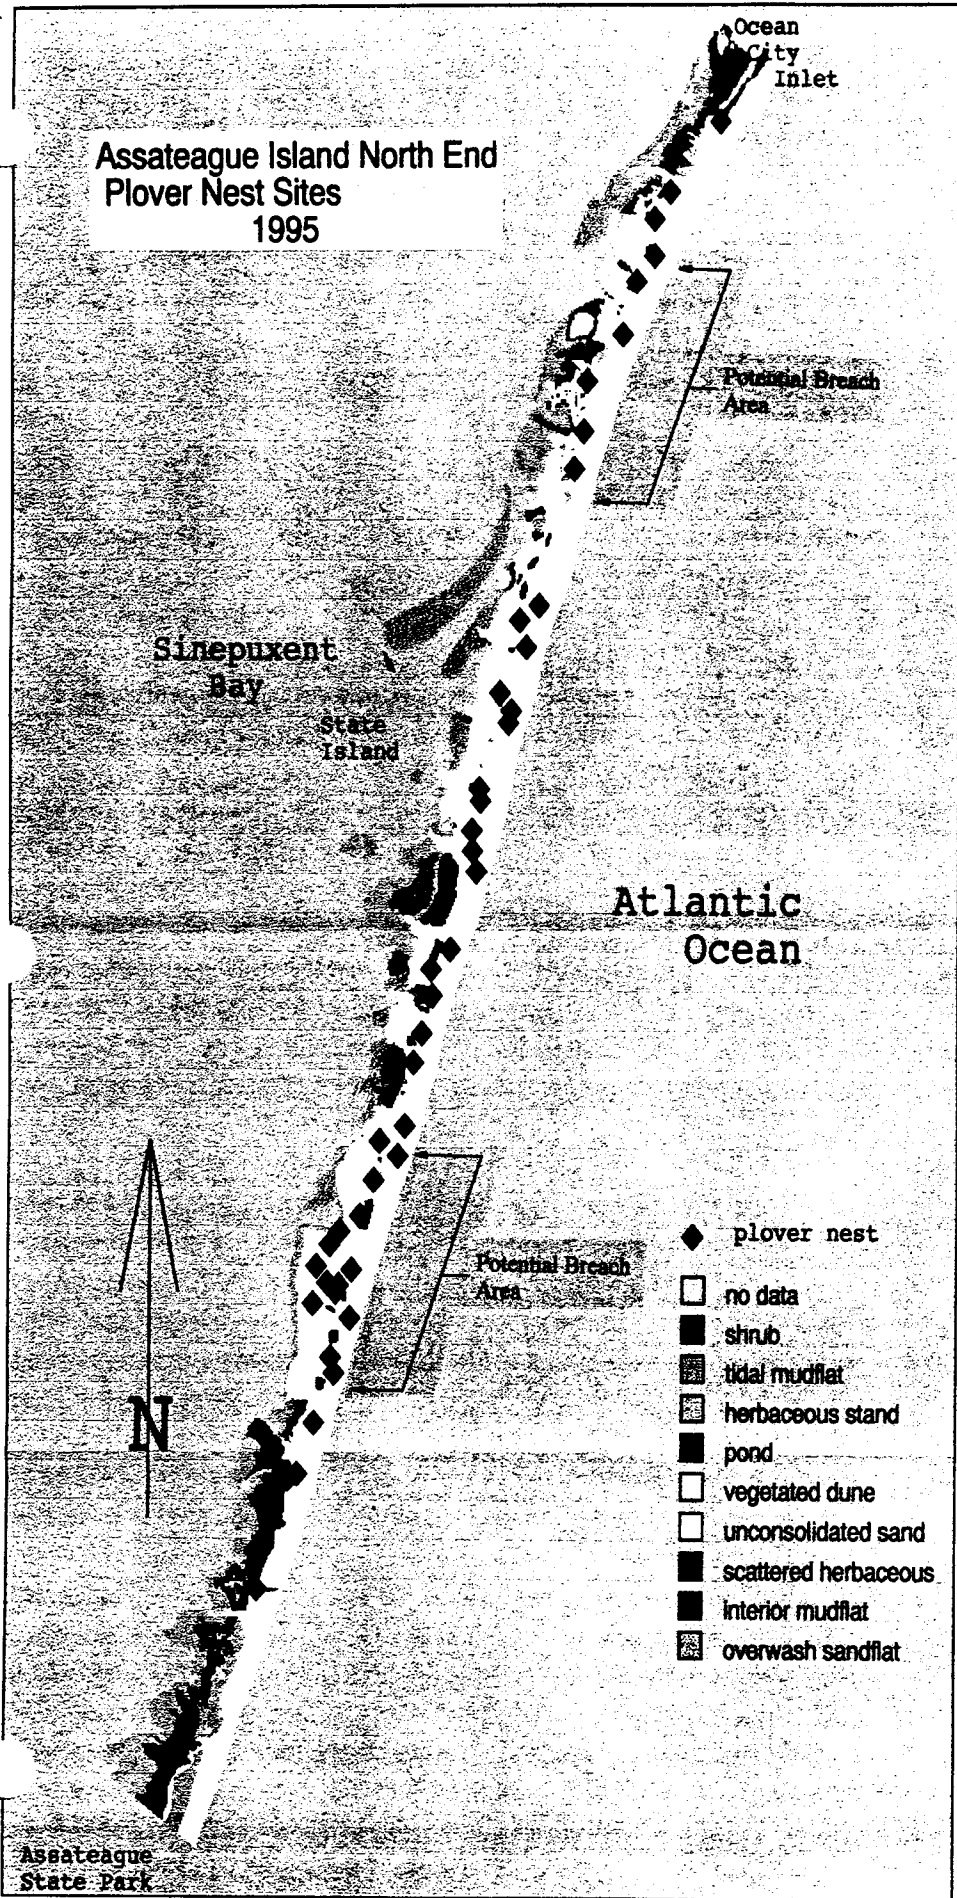 Ocean
City
Inlet
Assateague Island North End
Plover Nest Sites
1995
Potential Breach
Area
Sinepuxent
Bay
State
Island
Atlantic
Ocean
Potential Breach
Area
N
plover nest
no data
shrub
tidal mudflat
herbaceous stand
pond
vegetated dune
unconsolidated sand
scattered herbaceous
interior mudflat
overwash sandflat
Assateague
State Park